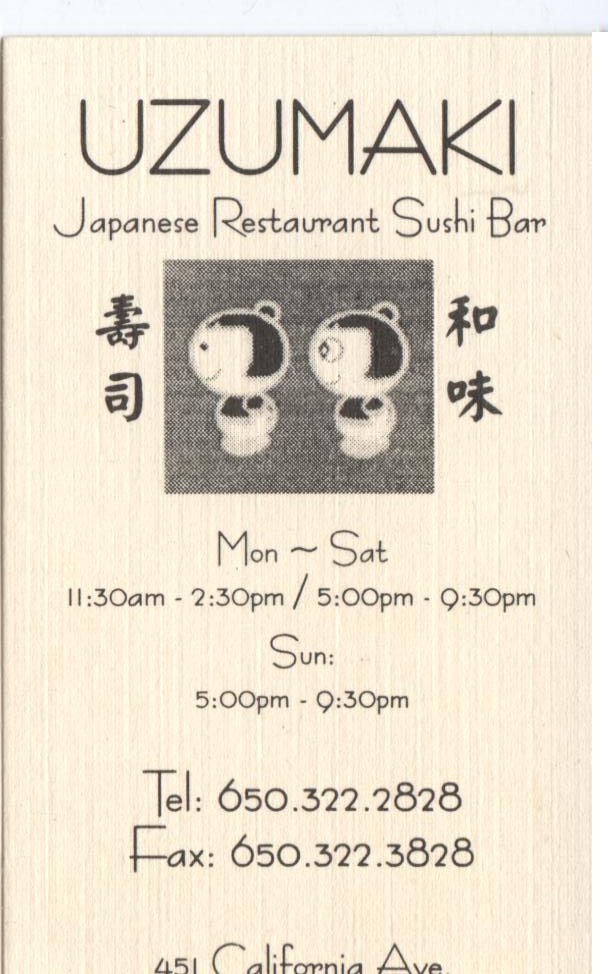 UZUMAKI
Japanese Restaurant Sushi Bar
壽司
和味
Mon ~ Sat
11:30am - 2:30pm / 5:00pm - 9:30pm
Sun:
5:00pm - 9:30pm
Tel: 650.322.2828
Fax: 650.322.3828
451 California Ave.